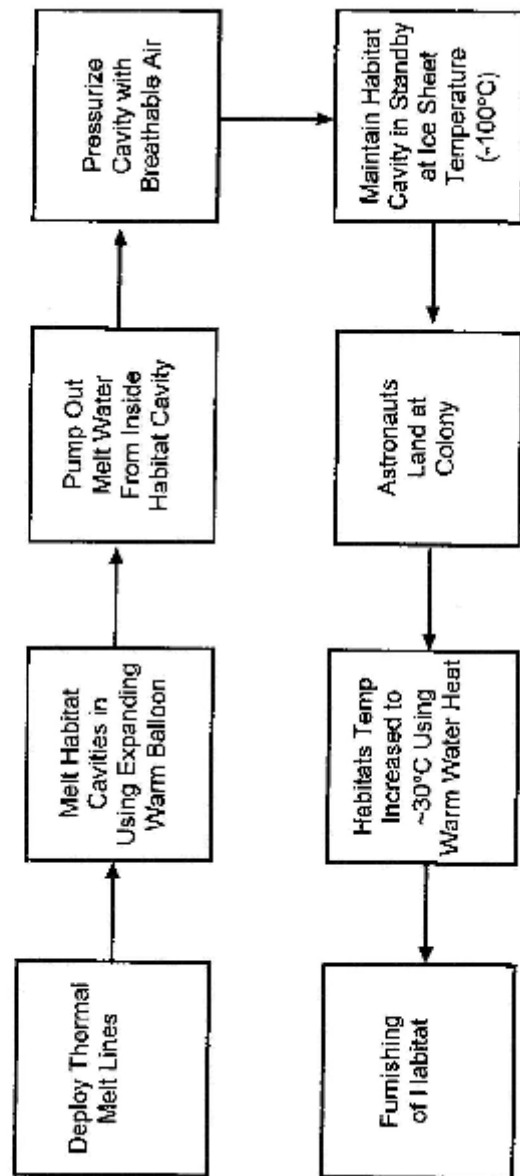 Deploy Thormal
Melt Lines
Melt Habitat
Cavities in
Using Expanding
Warm Balloon
Pump Out
Melt Water
From Inside
Habitat Cavity
Pressurize
Cavity with
Breathable Air
Maintain Habitat
Cavity in Standby
at Ice Sheet
Temperature
(-100°C)
Astronauts
Land at
Colony
Habitats Temp
Increased to
~30°C Using
Warm Water Heat
Furnishing
of Habitat